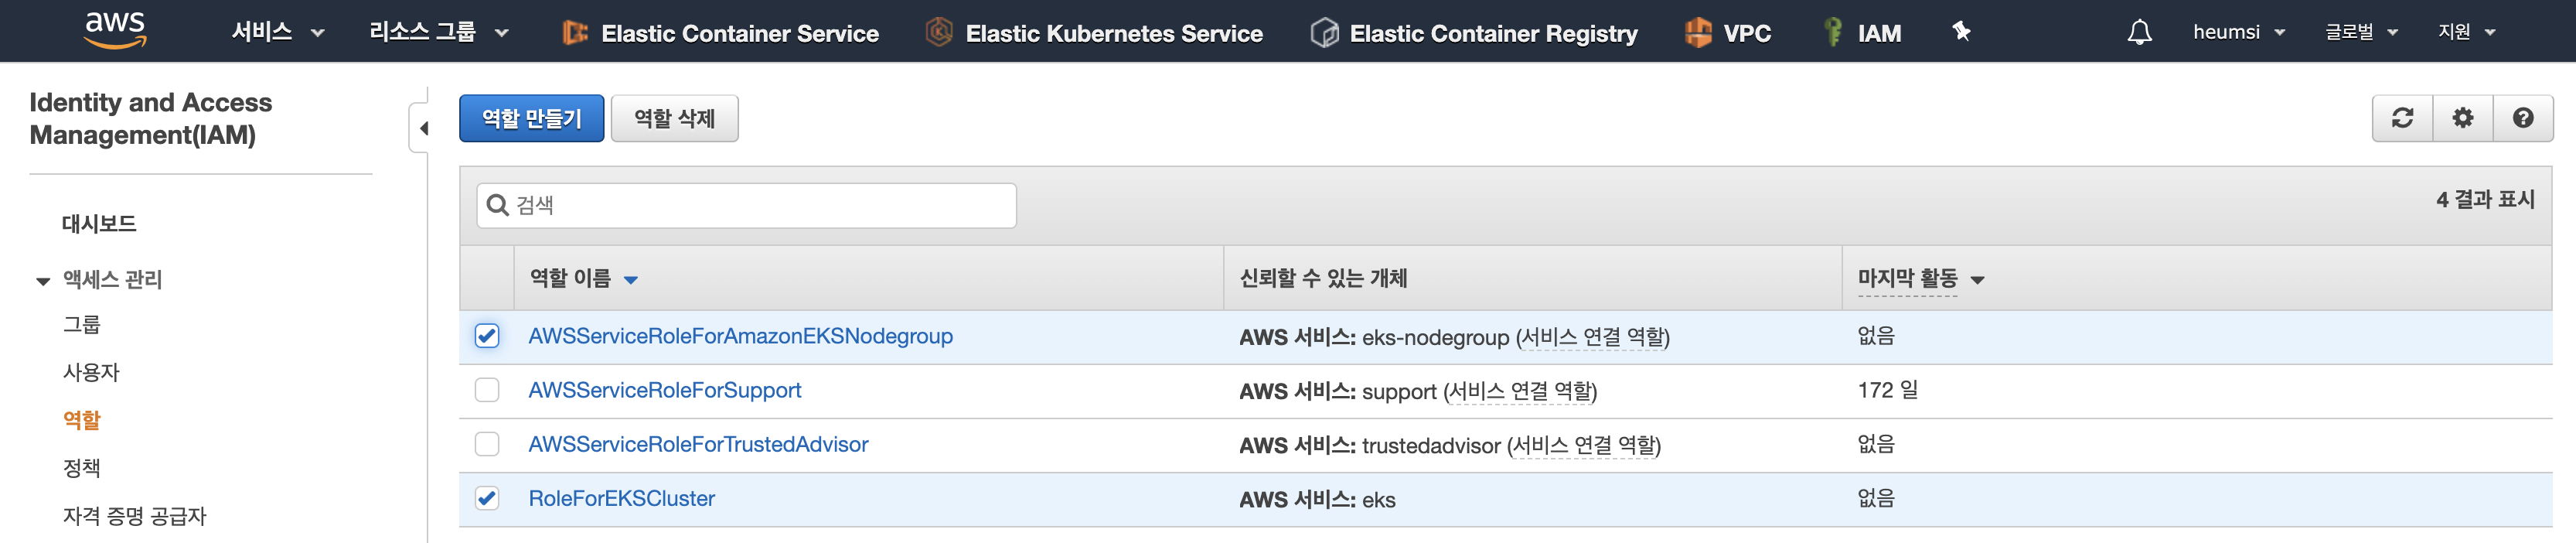 aws 서비스 리소스 그룹 Elastic Container Service Elastic Kubernetes Service Elastic Container Registry VPC IAM heumsi 글로벌 지원
Identity and Access
Management(IAM)
대시보드
액세스 관리
그룹
사용자
역할
정책
자격 증명 공급자
역할 만들기 역할 삭제
검색
4 결과 표시
역할 이름 신뢰할 수 있는 개체 마지막 활동
AWSServiceRoleForAmazonEKSNodegroup AWS 서비스: eks-nodegroup (서비스 연결 역할) 없음
AWSServiceRoleForSupport AWS 서비스: support (서비스 연결 역할) 172 일
AWSServiceRoleForTrustedAdvisor AWS 서비스: trustedadvisor (서비스 연결 역할) 없음
RoleForEKSCluster AWS 서비스: eks 없음